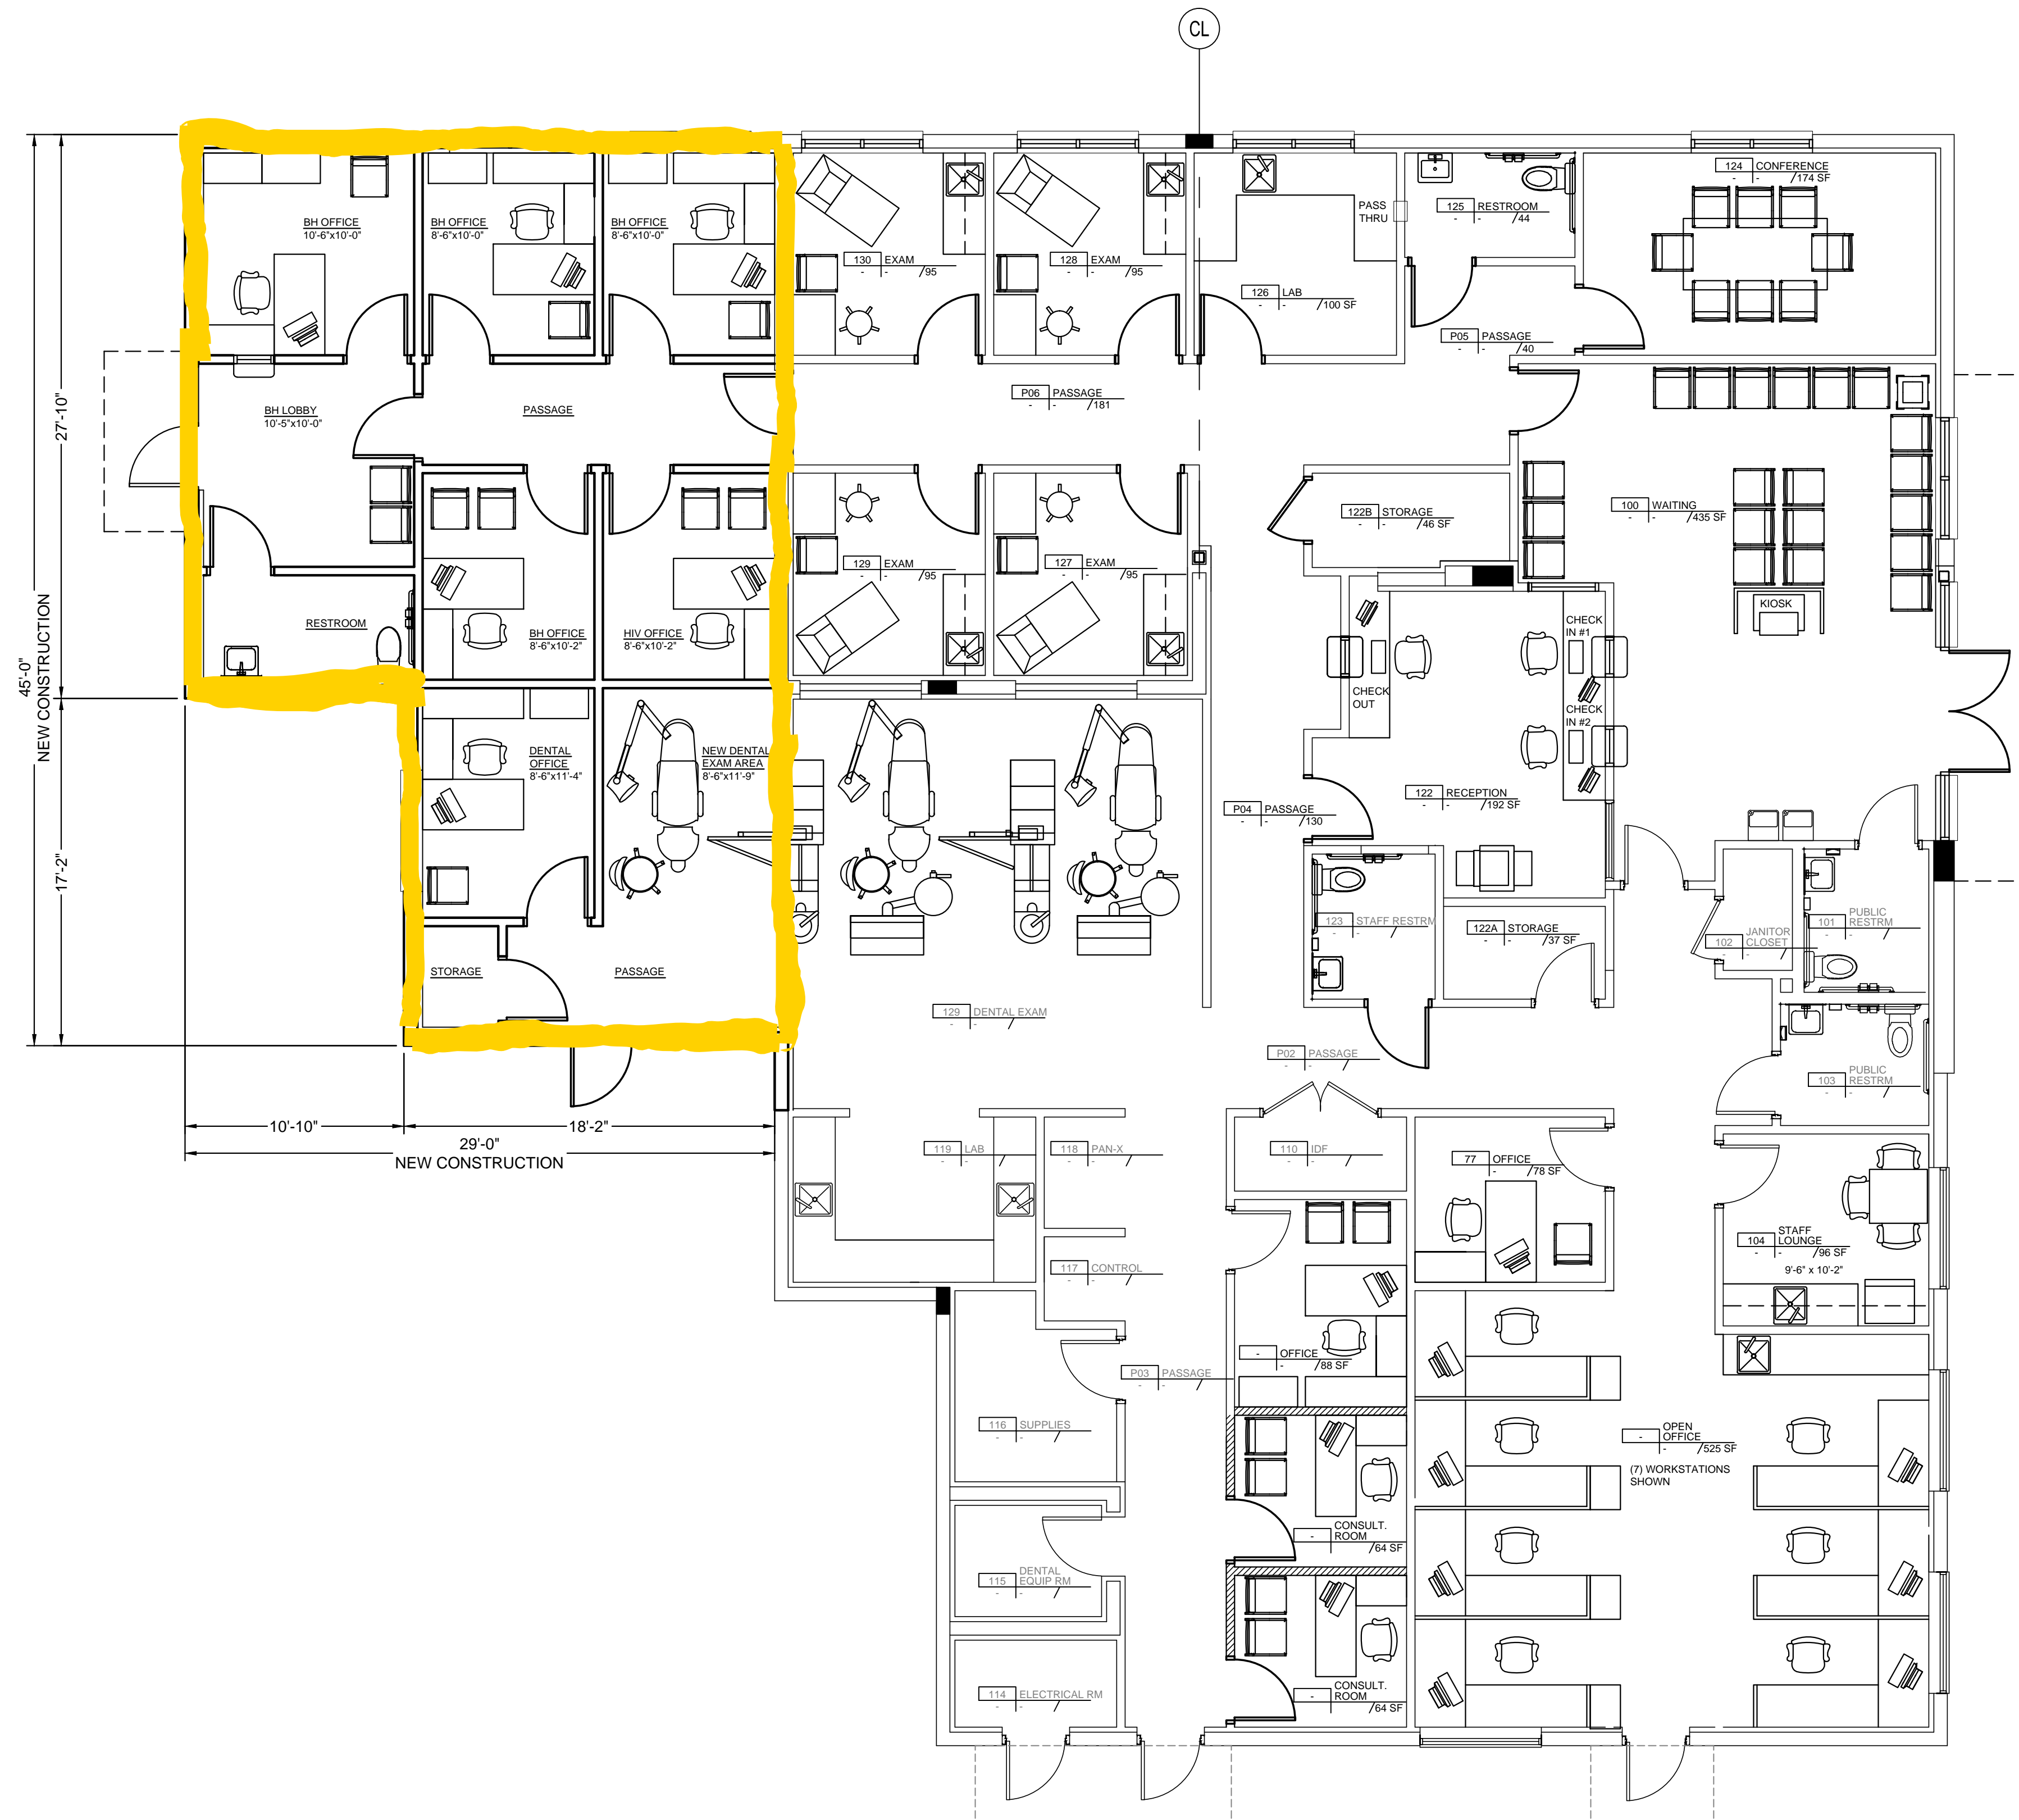 CL
124 CONFERENCE
- - /174 SF
BH OFFICE
10'-6"x10'-0"
BH OFFICE
8'-6"x10'-0"
BH OFFICE
8'-6"x10'-0"
PASS
THRU
125 RESTROOM
- - /44
130 EXAM
- - /95
128 EXAM
- - /95
126 LAB
- - /100 SF
P05 PASSAGE
- - /40
27'-10"
BH LOBBY
10'-5"x10'-0"
PASSAGE
P06 PASSAGE
- - /181
122B STORAGE
- - /46 SF
100 WAITING
- - /435 SF
129 EXAM
- - /95
127 EXAM
- - /95
KIOSK
RESTROOM
BH OFFICE
8'-6"x10'-2"
HIV OFFICE
8'-6"x10'-2"
CHECK
IN #1
CHECK
OUT
CHECK
IN #2
45'-0"
NEW CONSTRUCTION
DENTAL
OFFICE
8'-6"x11'-4"
NEW DENTAL
EXAM AREA
8'-6"x11'-9"
122 RECEPTION
- - /192 SF
P04 PASSAGE
- - /130
17'-2"
123 STAFF RESTRM
- - /
122A STORAGE
- - /37 SF
JANITOR
102 CLOSET
- - /
PUBLIC
101 RESTRM
- - /
STORAGE
PASSAGE
129 DENTAL EXAM
- - /
P02 PASSAGE
- - /
PUBLIC
103 RESTRM
- - /
10'-10"
18'-2"
29'-0"
NEW CONSTRUCTION
119 LAB
- - /
118 PAN-X
- - /
110 IDF
- - /
77 OFFICE
- /78 SF
STAFF
104 LOUNGE
- - /96 SF
9'-6" x 10'-2"
117 CONTROL
- - /
- OFFICE
- /88 SF
P03 PASSAGE
- - /
116 SUPPLIES
- - /
OPEN
- OFFICE
- /525 SF
(7) WORKSTATIONS
SHOWN
CONSULT.
- ROOM
/64 SF
DENTAL
115 EQUIP RM
- - /
114 ELECTRICAL RM
- - /
CONSULT.
- ROOM
/64 SF